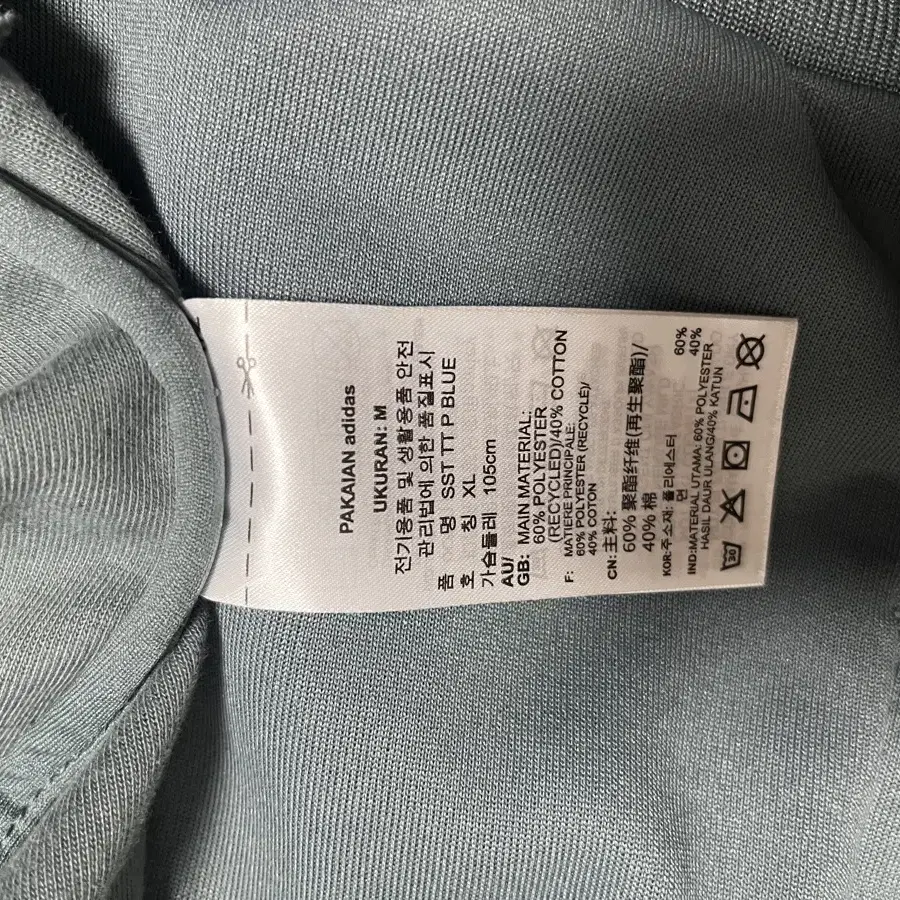 PAKAIAN adidas
UKURAN: M
전기용품 및 생활용품 안전
관리법에 의한 품질표시
품 명 SST TT P BLUE
호 칭 XL
가슴둘레 105cm
AU/
GB: MAIN MATERIAL:
60% POLYESTER
(RECYCLED)/40% COTTON
F: MATIERE PRINCIPALE:
60% POLYESTER (RECYCLÉ)/
40% COTON
CN: 主料:
60% 聚酯纤维(再生聚酯)/
40% 棉
KOR:주소재: 폴리에스터 60%
면 40%
IND:MATERIAL UTAMA: 60% POLYESTER
HASIL DAUR ULANG/40% KATUN
30